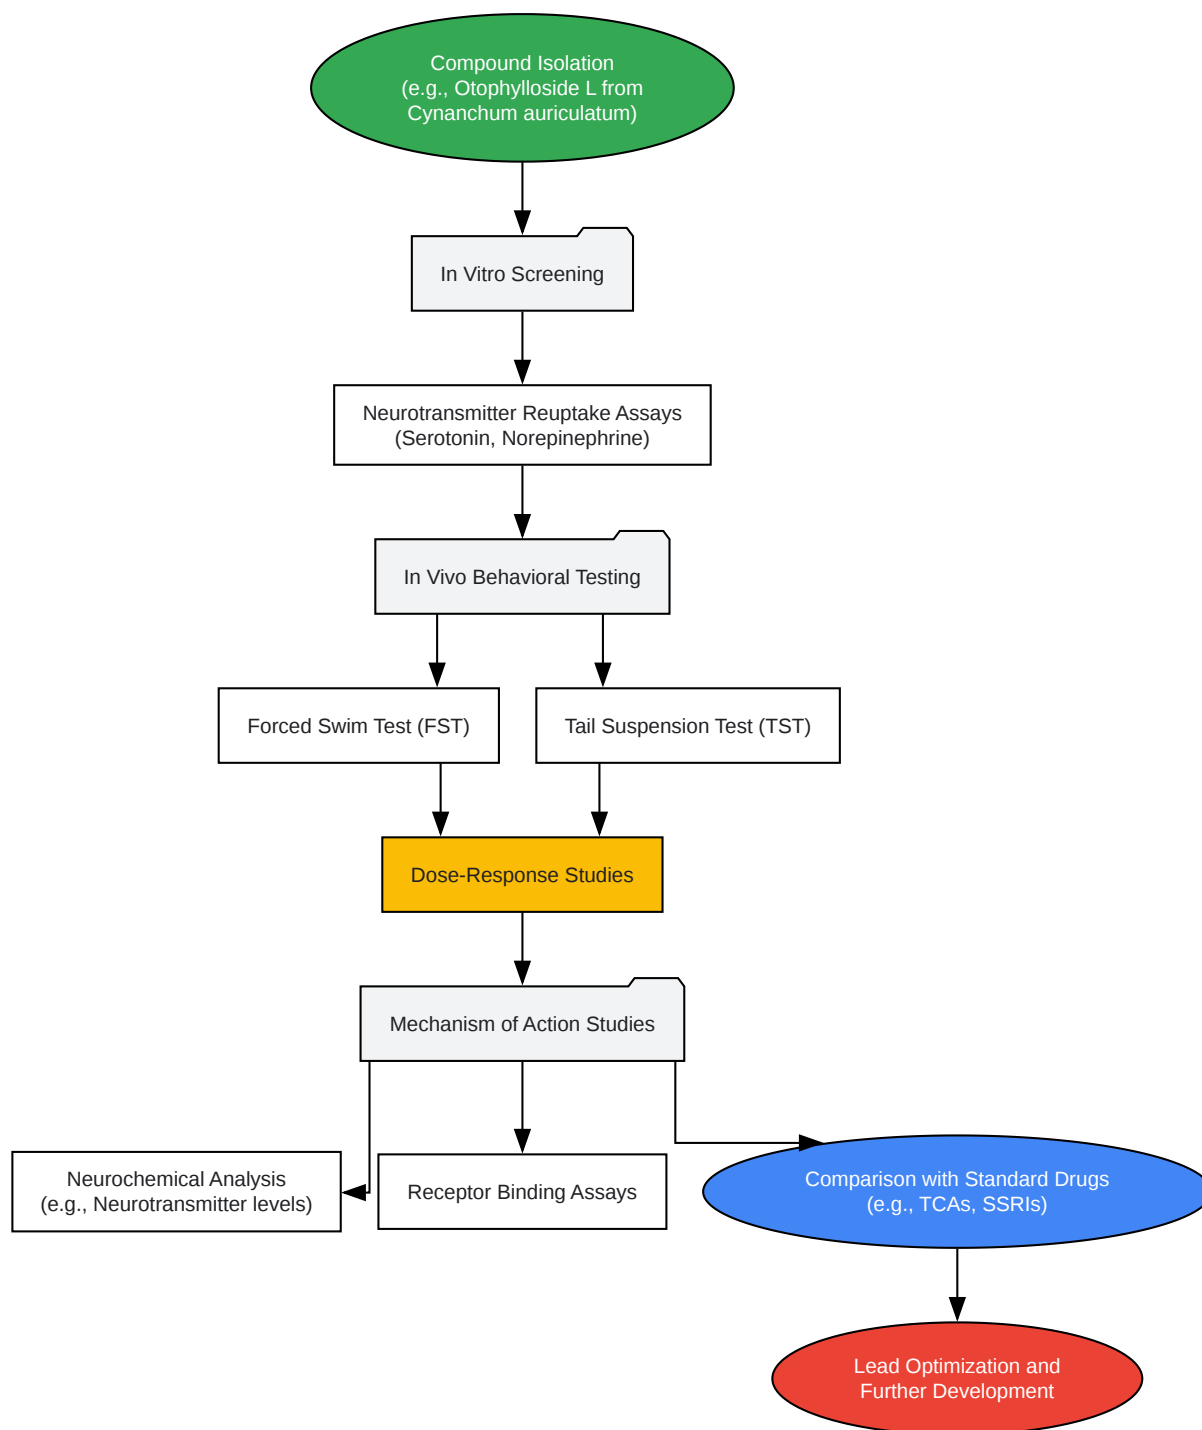 Compound Isolation
(e.g., Otophylloside L from
Cynanchum auriculatum)
In Vitro Screening
Neurotransmitter Reuptake Assays
(Serotonin, Norepinephrine)
In Vivo Behavioral Testing
Forced Swim Test (FST)
Tail Suspension Test (TST)
Dose-Response Studies
Mechanism of Action Studies
Neurochemical Analysis
(e.g., Neurotransmitter levels)
Receptor Binding Assays
Comparison with Standard Drugs
(e.g., TCAs, SSRIs)
Lead Optimization and
Further Development